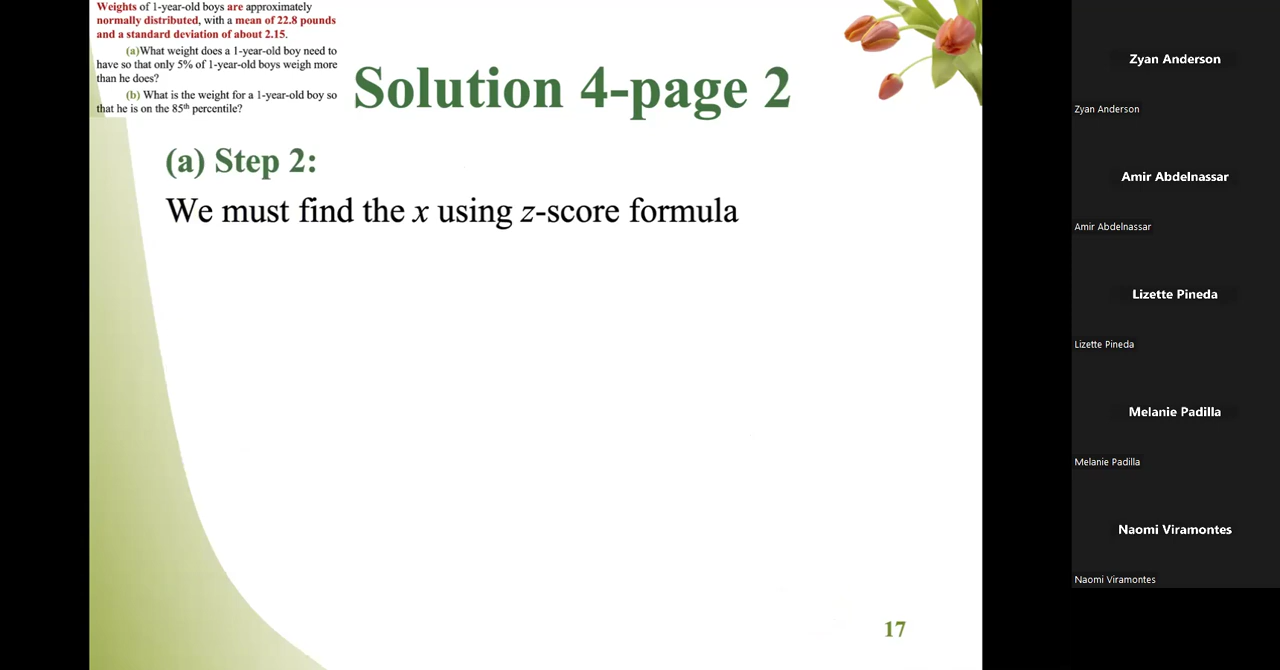 Weights of 1-year-old boys are approximately
normally distributed, with a mean of 22.8 pounds
and a standard deviation of about 2.15.
(a)What weight does a 1-year-old boy need to
have so that only 5% of 1-year-old boys weigh more
than he does?
(b) What is the weight for a 1-year-old boy so
that he is on the 85th percentile?
Solution 4-page 2
(a) Step 2:
We must find the x using z-score formula
17
Zyan Anderson
Zyan Anderson
Amir Abdelnassar
Amir Abdelnassar
Lizette Pineda
Lizette Pineda
Melanie Padilla
Melanie Padilla
Naomi Viramontes
Naomi Viramontes